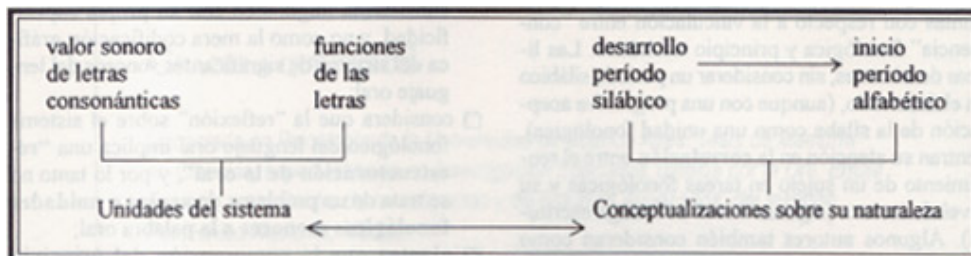 valor sonoro
de letras
consonánticas
funciones
de las
letras
desarrollo
período
silábico
inicio
período
alfabético
Unidades del sistema
Conceptualizaciones sobre su naturaleza